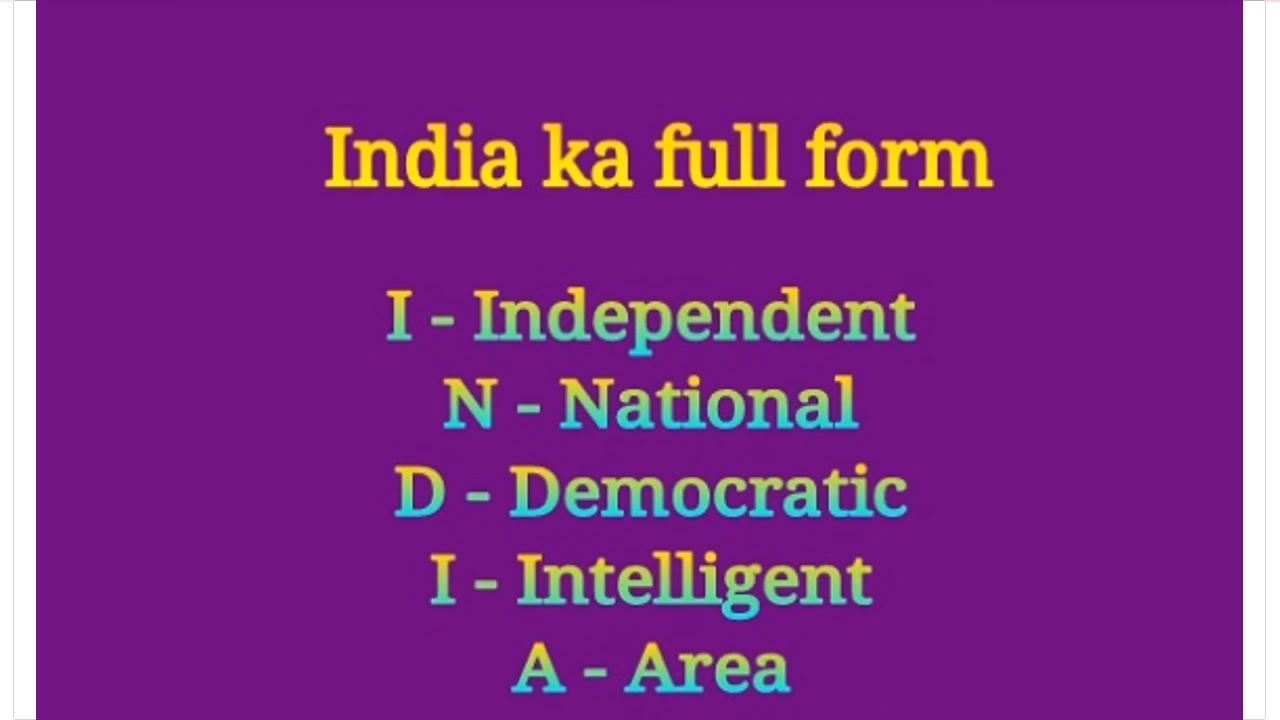 India ka full form
I - Independent
N - National
D - Democratic
I - Intelligent
A - Area